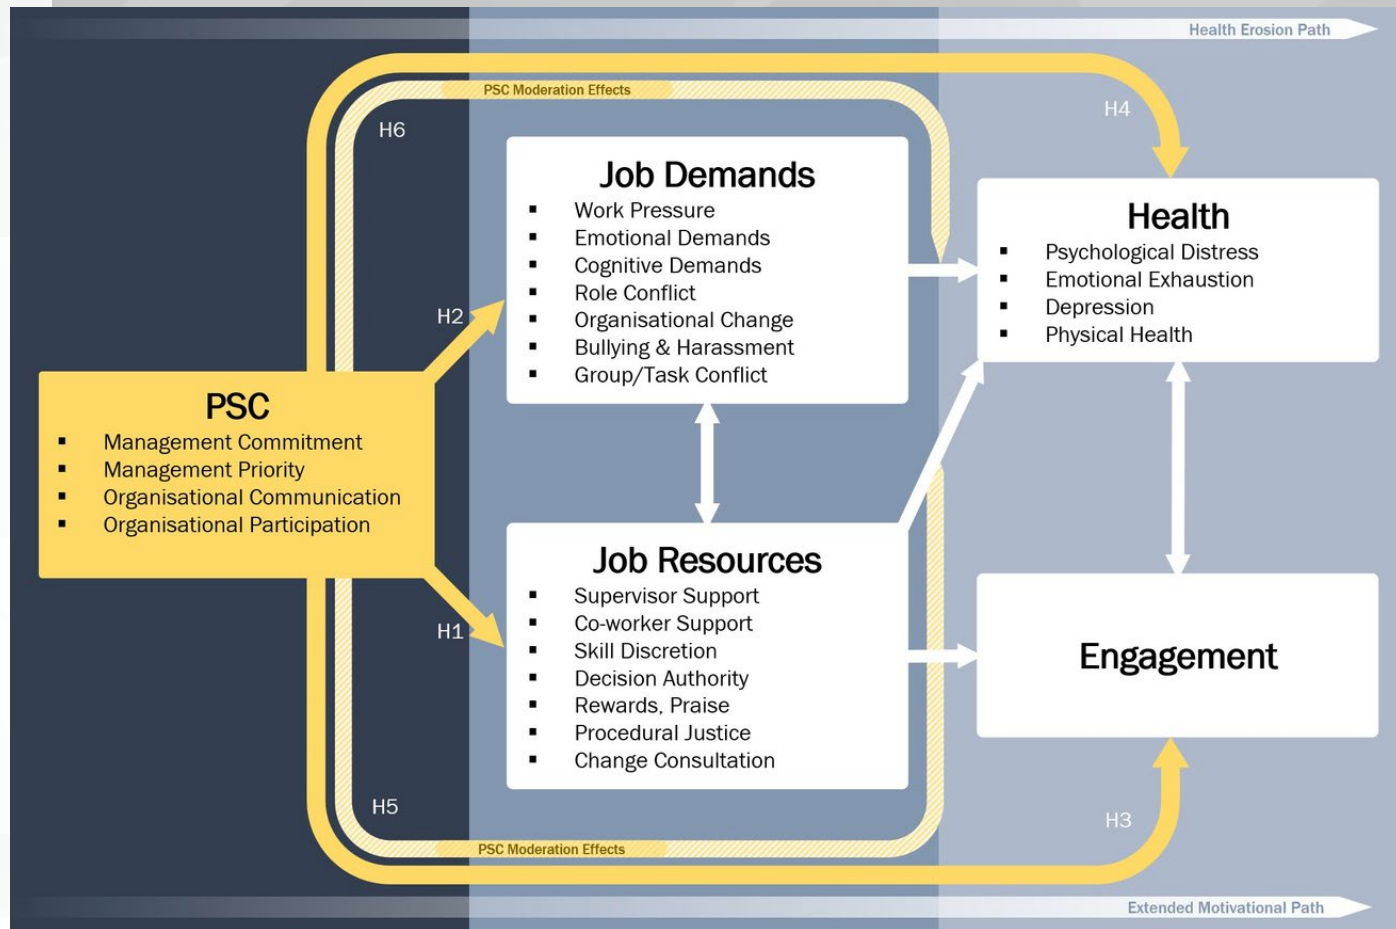 Health Erosion Path
PSC Moderation Effects
H4
H6
Job Demands
▪ Work Pressure
▪ Emotional Demands
▪ Cognitive Demands
▪ Role Conflict
▪ Organisational Change
▪ Bullying & Harassment
▪ Group/Task Conflict
Health
▪ Psychological Distress
▪ Emotional Exhaustion
▪ Depression
▪ Physical Health
H2
PSC
▪ Management Commitment
▪ Management Priority
▪ Organisational Communication
▪ Organisational Participation
H1
Job Resources
▪ Supervisor Support
▪ Co-worker Support
▪ Skill Discretion
▪ Decision Authority
▪ Rewards, Praise
▪ Procedural Justice
▪ Change Consultation
Engagement
H5
H3
PSC Moderation Effects
Extended Motivational Path